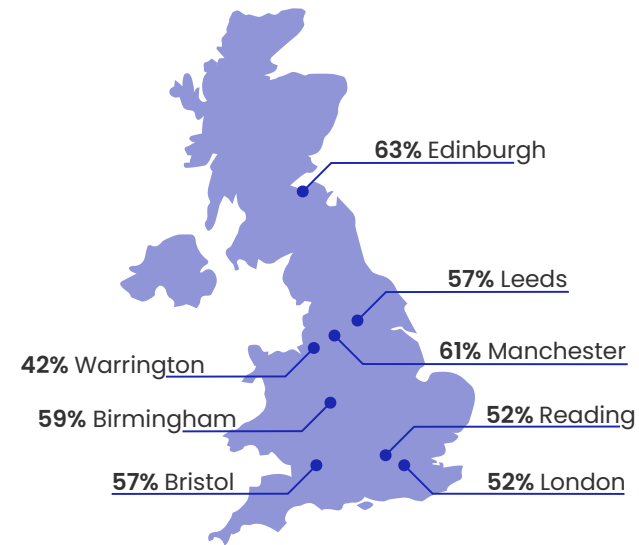 63% Edinburgh
57% Leeds
61% Manchester
42% Warrington
59% Birmingham
52% Reading
57% Bristol
52% London